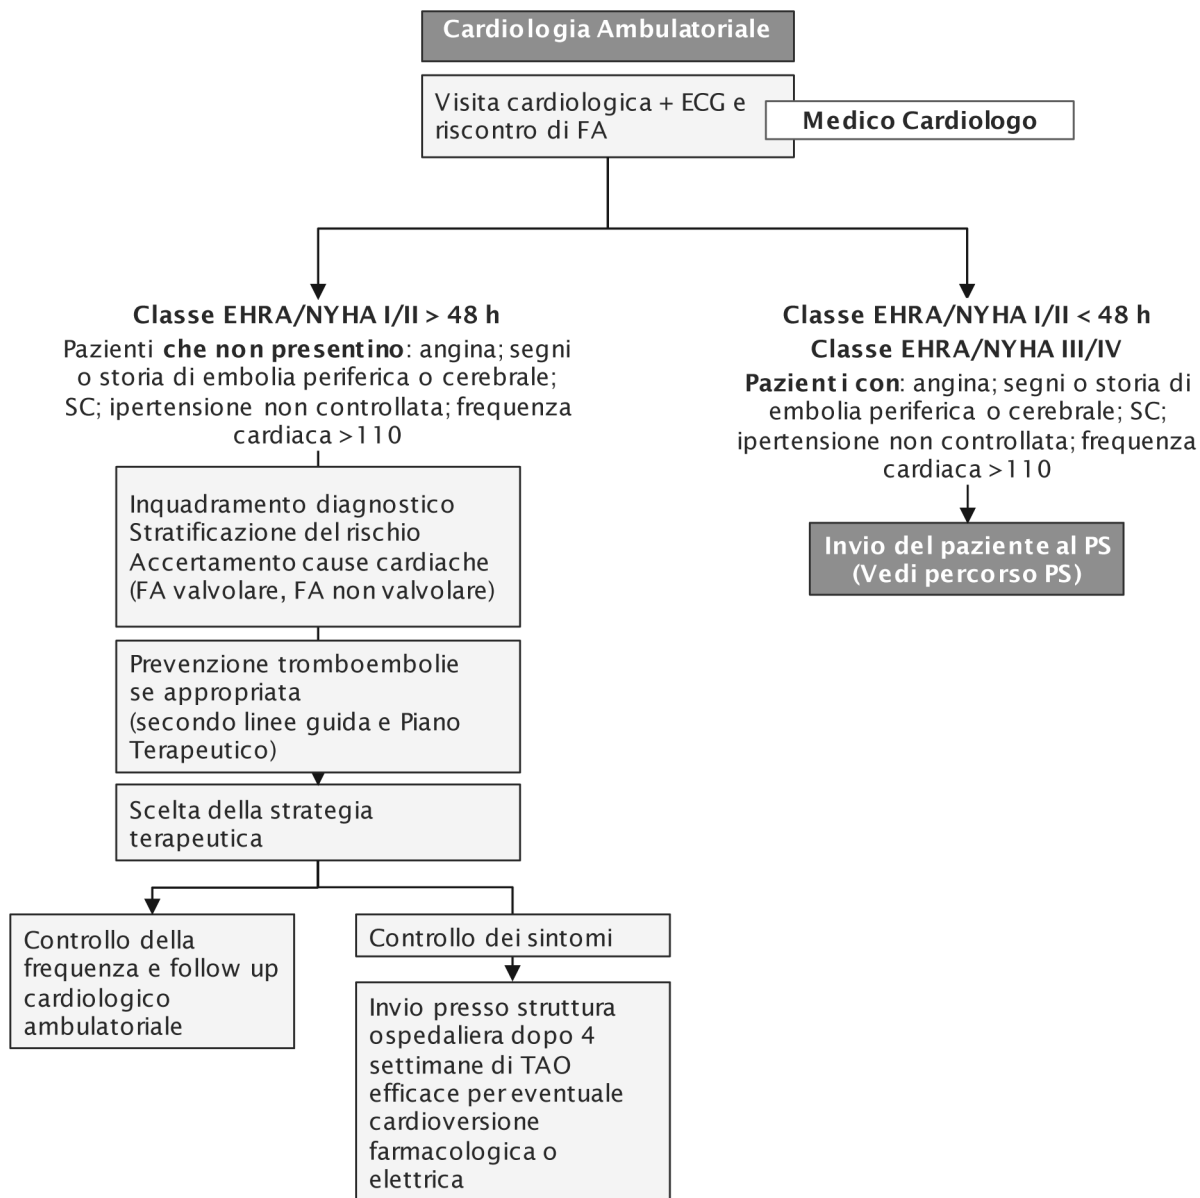 Cardiologia Ambulatoriale
Visita cardiologica + ECG e
riscontro di FA
Medico Cardiologo
Classe EHRA/NYHA I/II > 48 h
Pazienti che non presentino: angina; segni
o storia di embolia periferica o cerebrale;
SC; ipertensione non controllata; frequenza
cardiaca >110
Classe EHRA/NYHA I/II < 48 h
Classe EHRA/NYHA III/IV
Pazienti con: angina; segni o storia di
embolia periferica o cerebrale; SC;
ipertensione non controllata; frequenza
cardiaca >110
Inquadramento diagnostico
Stratificazione del rischio
Accertamento cause cardiache
(FA valvolare, FA non valvolare)
Invio del paziente al PS
(Vedi percorso PS)
Prevenzione tromboembolie
se appropriata
(secondo linee guida e Piano
Terapeutico)
Scelta della strategia
terapeutica
Controllo della
frequenza e follow up
cardiologico
ambulatoriale
Controllo dei sintomi
Invio presso struttura
ospedaliera dopo 4
settimane di TAO
efficace per eventuale
cardioversione
farmacologica o
elettrica